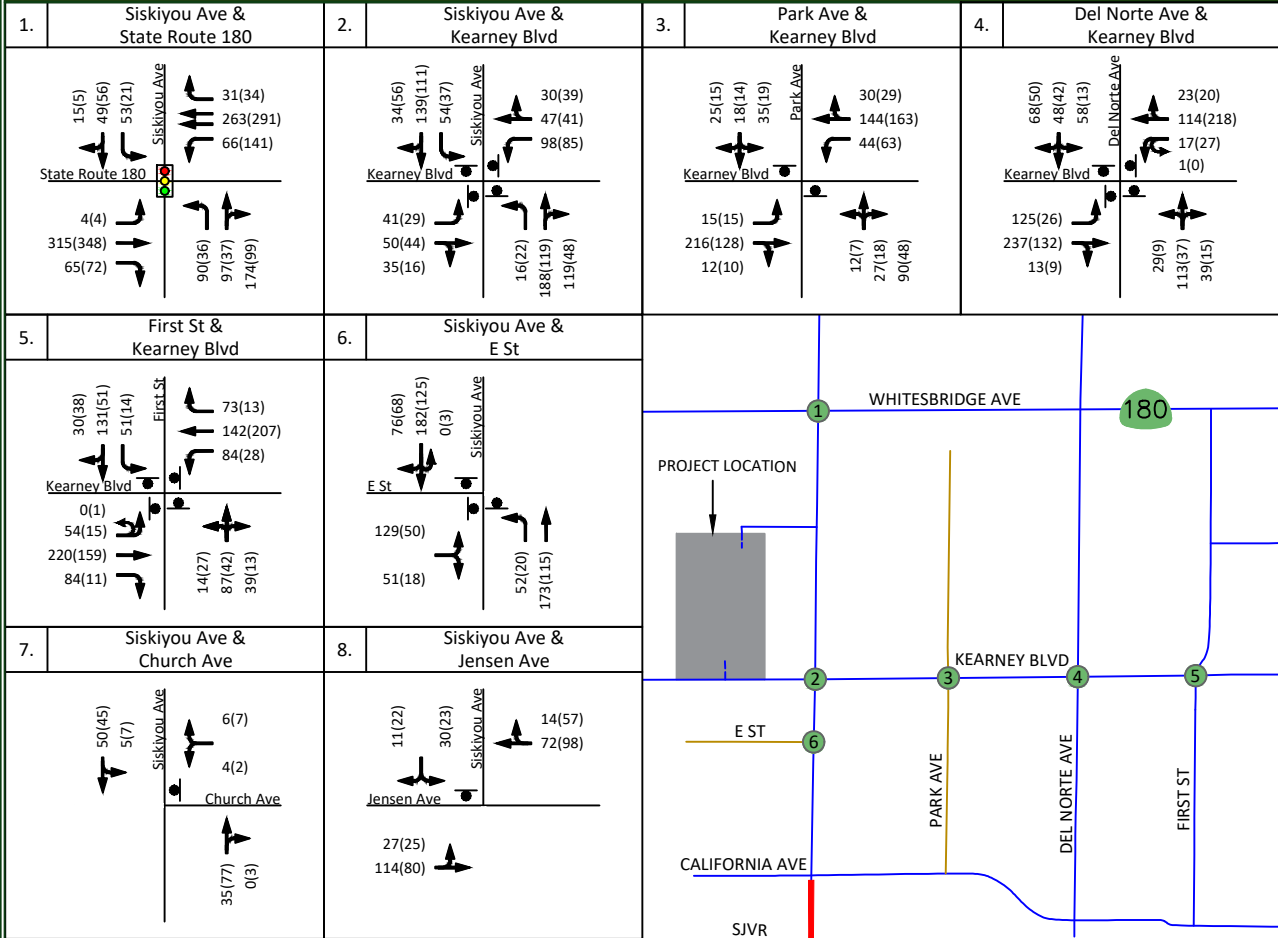 1.
Siskiyou Ave &
State Route 180
15(5)
49(56)
53(21)
Siskiyou Ave
31(34)
263(291)
66(141)
State Route 180
4(4)
315(348)
65(72)
90(36)
97(37)
174(99)
2.
Siskiyou Ave &
Kearney Blvd
34(56)
139(111)
54(37)
Siskiyou Ave
30(39)
47(41)
98(85)
Kearney Blvd
41(29)
50(44)
35(16)
16(22)
188(119)
119(48)
3.
Park Ave &
Kearney Blvd
25(15)
18(14)
35(19)
Park Ave
30(29)
144(163)
44(63)
Kearney Blvd
15(15)
216(128)
12(10)
12(7)
27(18)
90(48)
4.
Del Norte Ave &
Kearney Blvd
68(50)
48(42)
58(13)
Del Norte Ave
23(20)
114(218)
17(27)
1(0)
Kearney Blvd
125(26)
237(132)
13(9)
29(9)
113(37)
39(15)
5.
First St &
Kearney Blvd
30(38)
131(51)
51(14)
First St
73(13)
142(207)
84(28)
Kearney Blvd
0(1)
54(15)
220(159)
84(11)
14(27)
87(42)
39(13)
6.
Siskiyou Ave &
E St
76(68)
182(125)
0(3)
Siskiyou Ave
E St
129(50)
51(18)
52(20)
173(115)
7.
Siskiyou Ave &
Church Ave
50(45)
5(7)
Siskiyou Ave
6(7)
4(2)
Church Ave
35(77)
0(3)
8.
Siskiyou Ave &
Jensen Ave
11(22)
30(23)
Siskiyou Ave
14(57)
72(98)
Jensen Ave
27(25)
114(80)
1
WHITESBRIDGE AVE
180
PROJECT LOCATION
KEARNEY BLVD
2
3
4
5
E ST
6
PARK AVE
DEL NORTE AVE
FIRST ST
CALIFORNIA AVE
SJVR